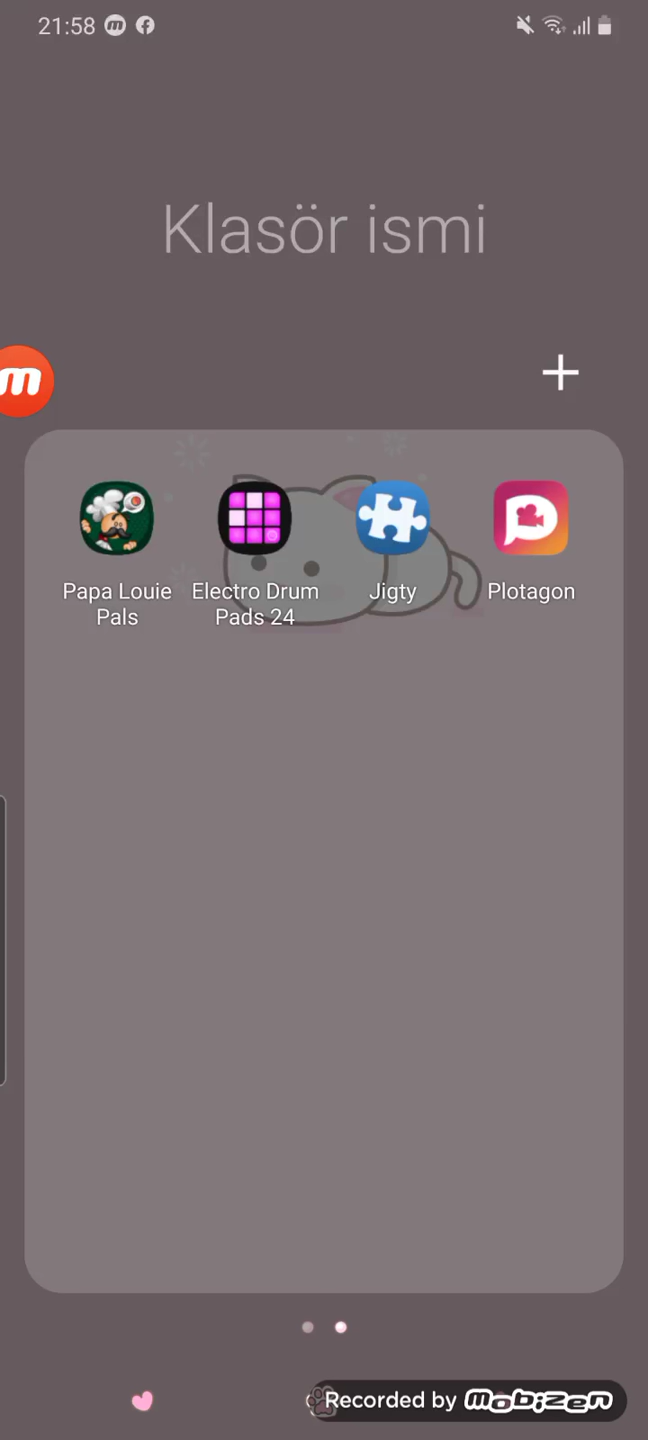 21:58
Klasör ismi
Papa Louie Pals
Electro Drum Pads 24
Jigty
Plotagon
Recorded by mobizen